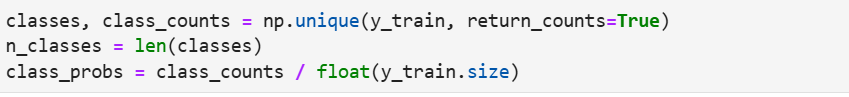 classes, class_counts = np.unique(y_train, return_counts=True)
n_classes = len(classes)
class_probs = class_counts / float(y_train.size)